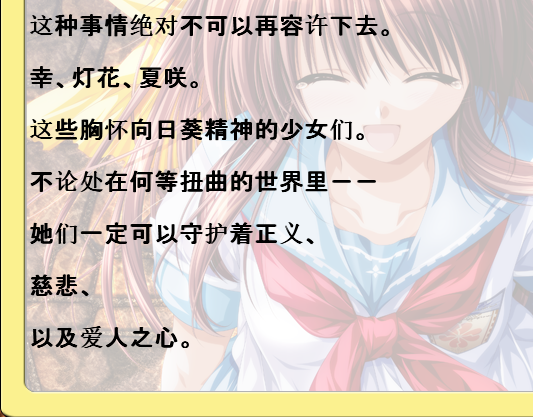 这种事情绝对不可以再容许下去。
幸、灯花、夏咲。
这些胸怀向日葵精神的少女们。
不论处在何等扭曲的世界里－－
她们一定可以守护着正义、
慈悲、
以及爱人之心。